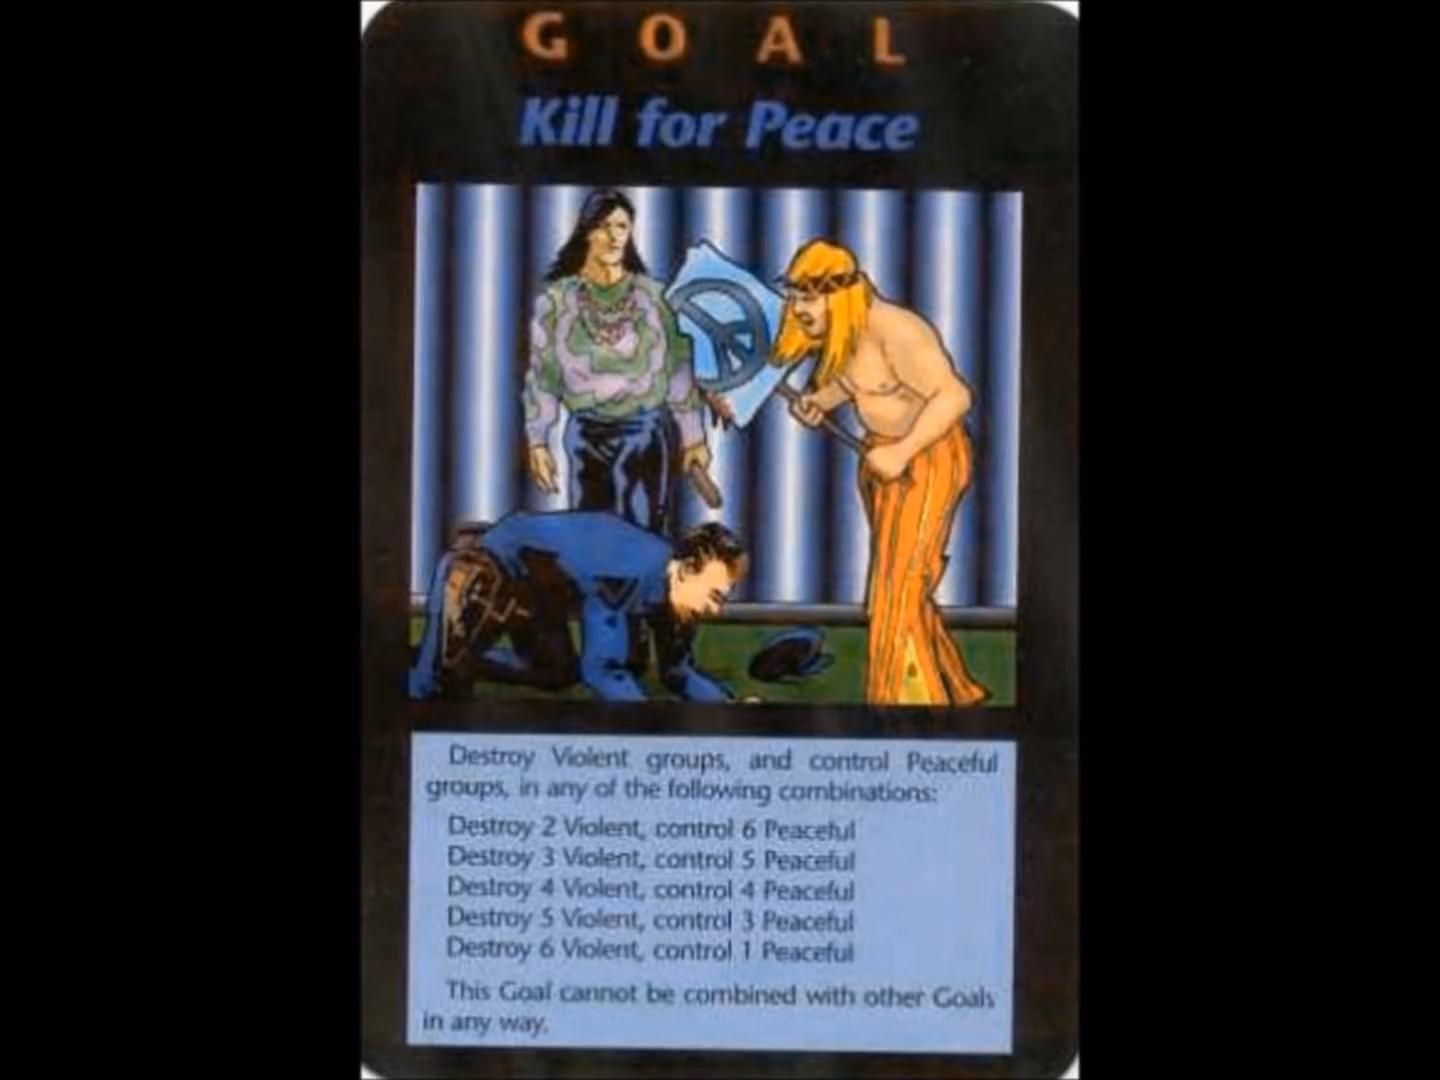 GOAL
Kill for Peace
Destroy Violent groups, and control Peaceful
groups, in any of the following combinations:
Destroy 2 Violent, control 6 Peaceful
Destroy 3 Violent, control 5 Peaceful
Destroy 4 Violent, control 4 Peaceful
Destroy 5 Violent, control 3 Peaceful
Destroy 6 Violent, control 1 Peaceful
This Goal cannot be combined with other Goals
in any way.